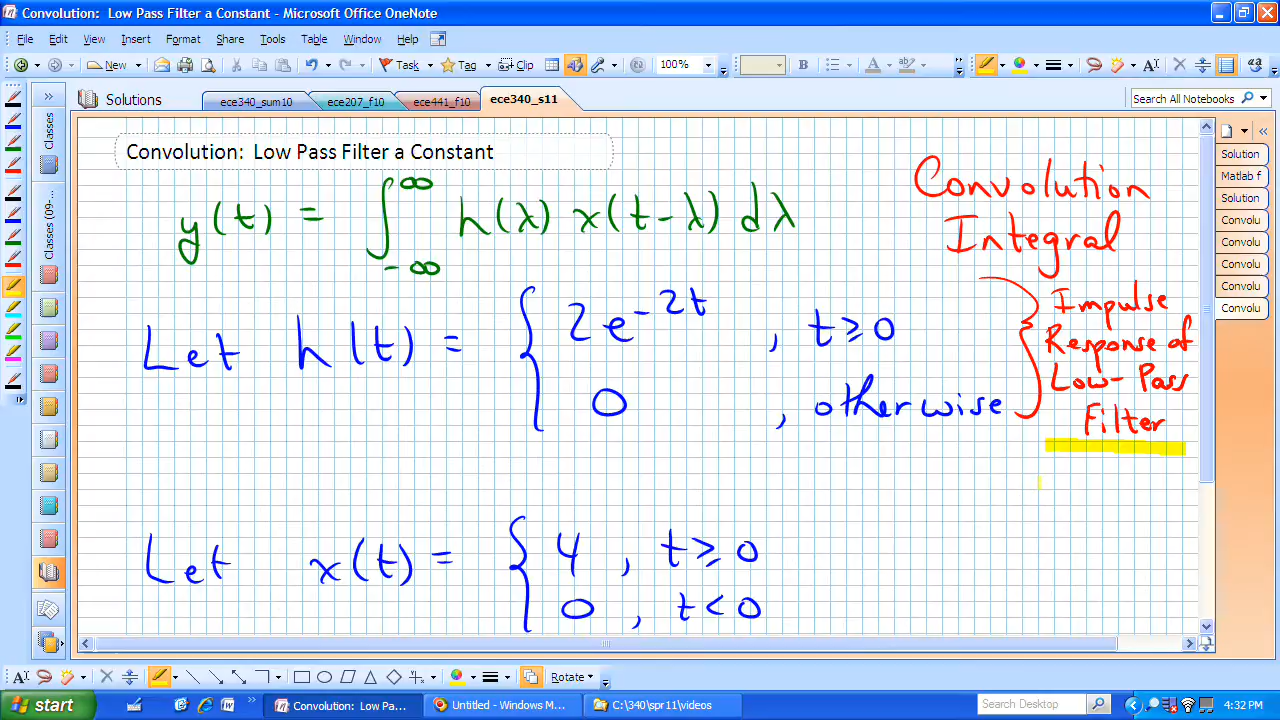 Convolution: Low Pass Filter a Constant - Microsoft Office OneNote
File Edit View Insert Format Share Tools Table Window Help
New Task Tag Clip 100%
Solutions ece340_sum10 ece207_f10 ece441_f10 ece340_s11 Search All Notebooks
Classes
Classes (09-...
Convolution: Low Pass Filter a Constant
y(t) = ∫_{-∞}^{∞} h(λ) x(t-λ) dλ
Convolution
Integral
Let h(t) = { 2e^{-2t} , t ≥ 0
0 , otherwise
Impulse
Response of
Low-Pass
Filter
Let x(t) = { 4 , t ≥ 0
0 , t < 0
Solution
Matlab f
Solution
Convolu
Convolu
Convolu
Convolu
Convolu
Rotate
start Convolution: Low Pa... Untitled - Windows M... C:\340\spr11\videos Search Desktop 4:32 PM